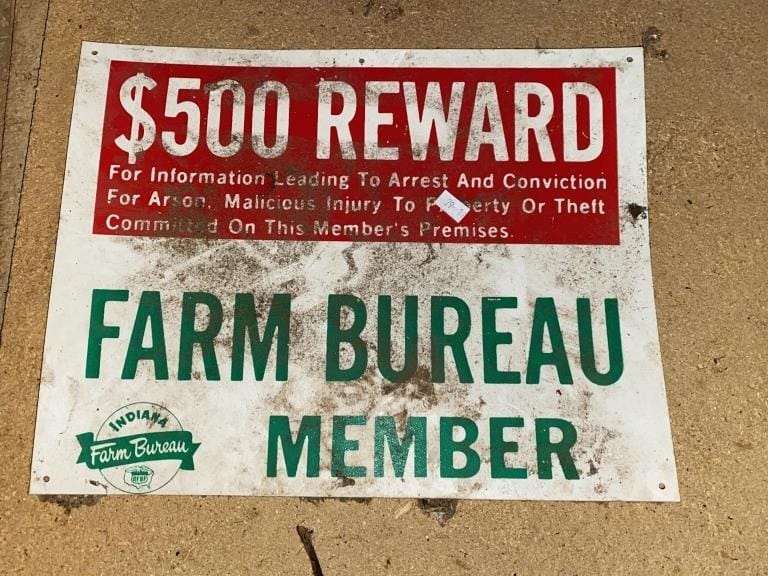 $500 REWARD
For Information Leading To Arrest And Conviction
For Arson, Malicious Injury To Property Or Theft
Committed On This Member's Premises.
FARM BUREAU
MEMBER
INDIANA
Farm Bureau